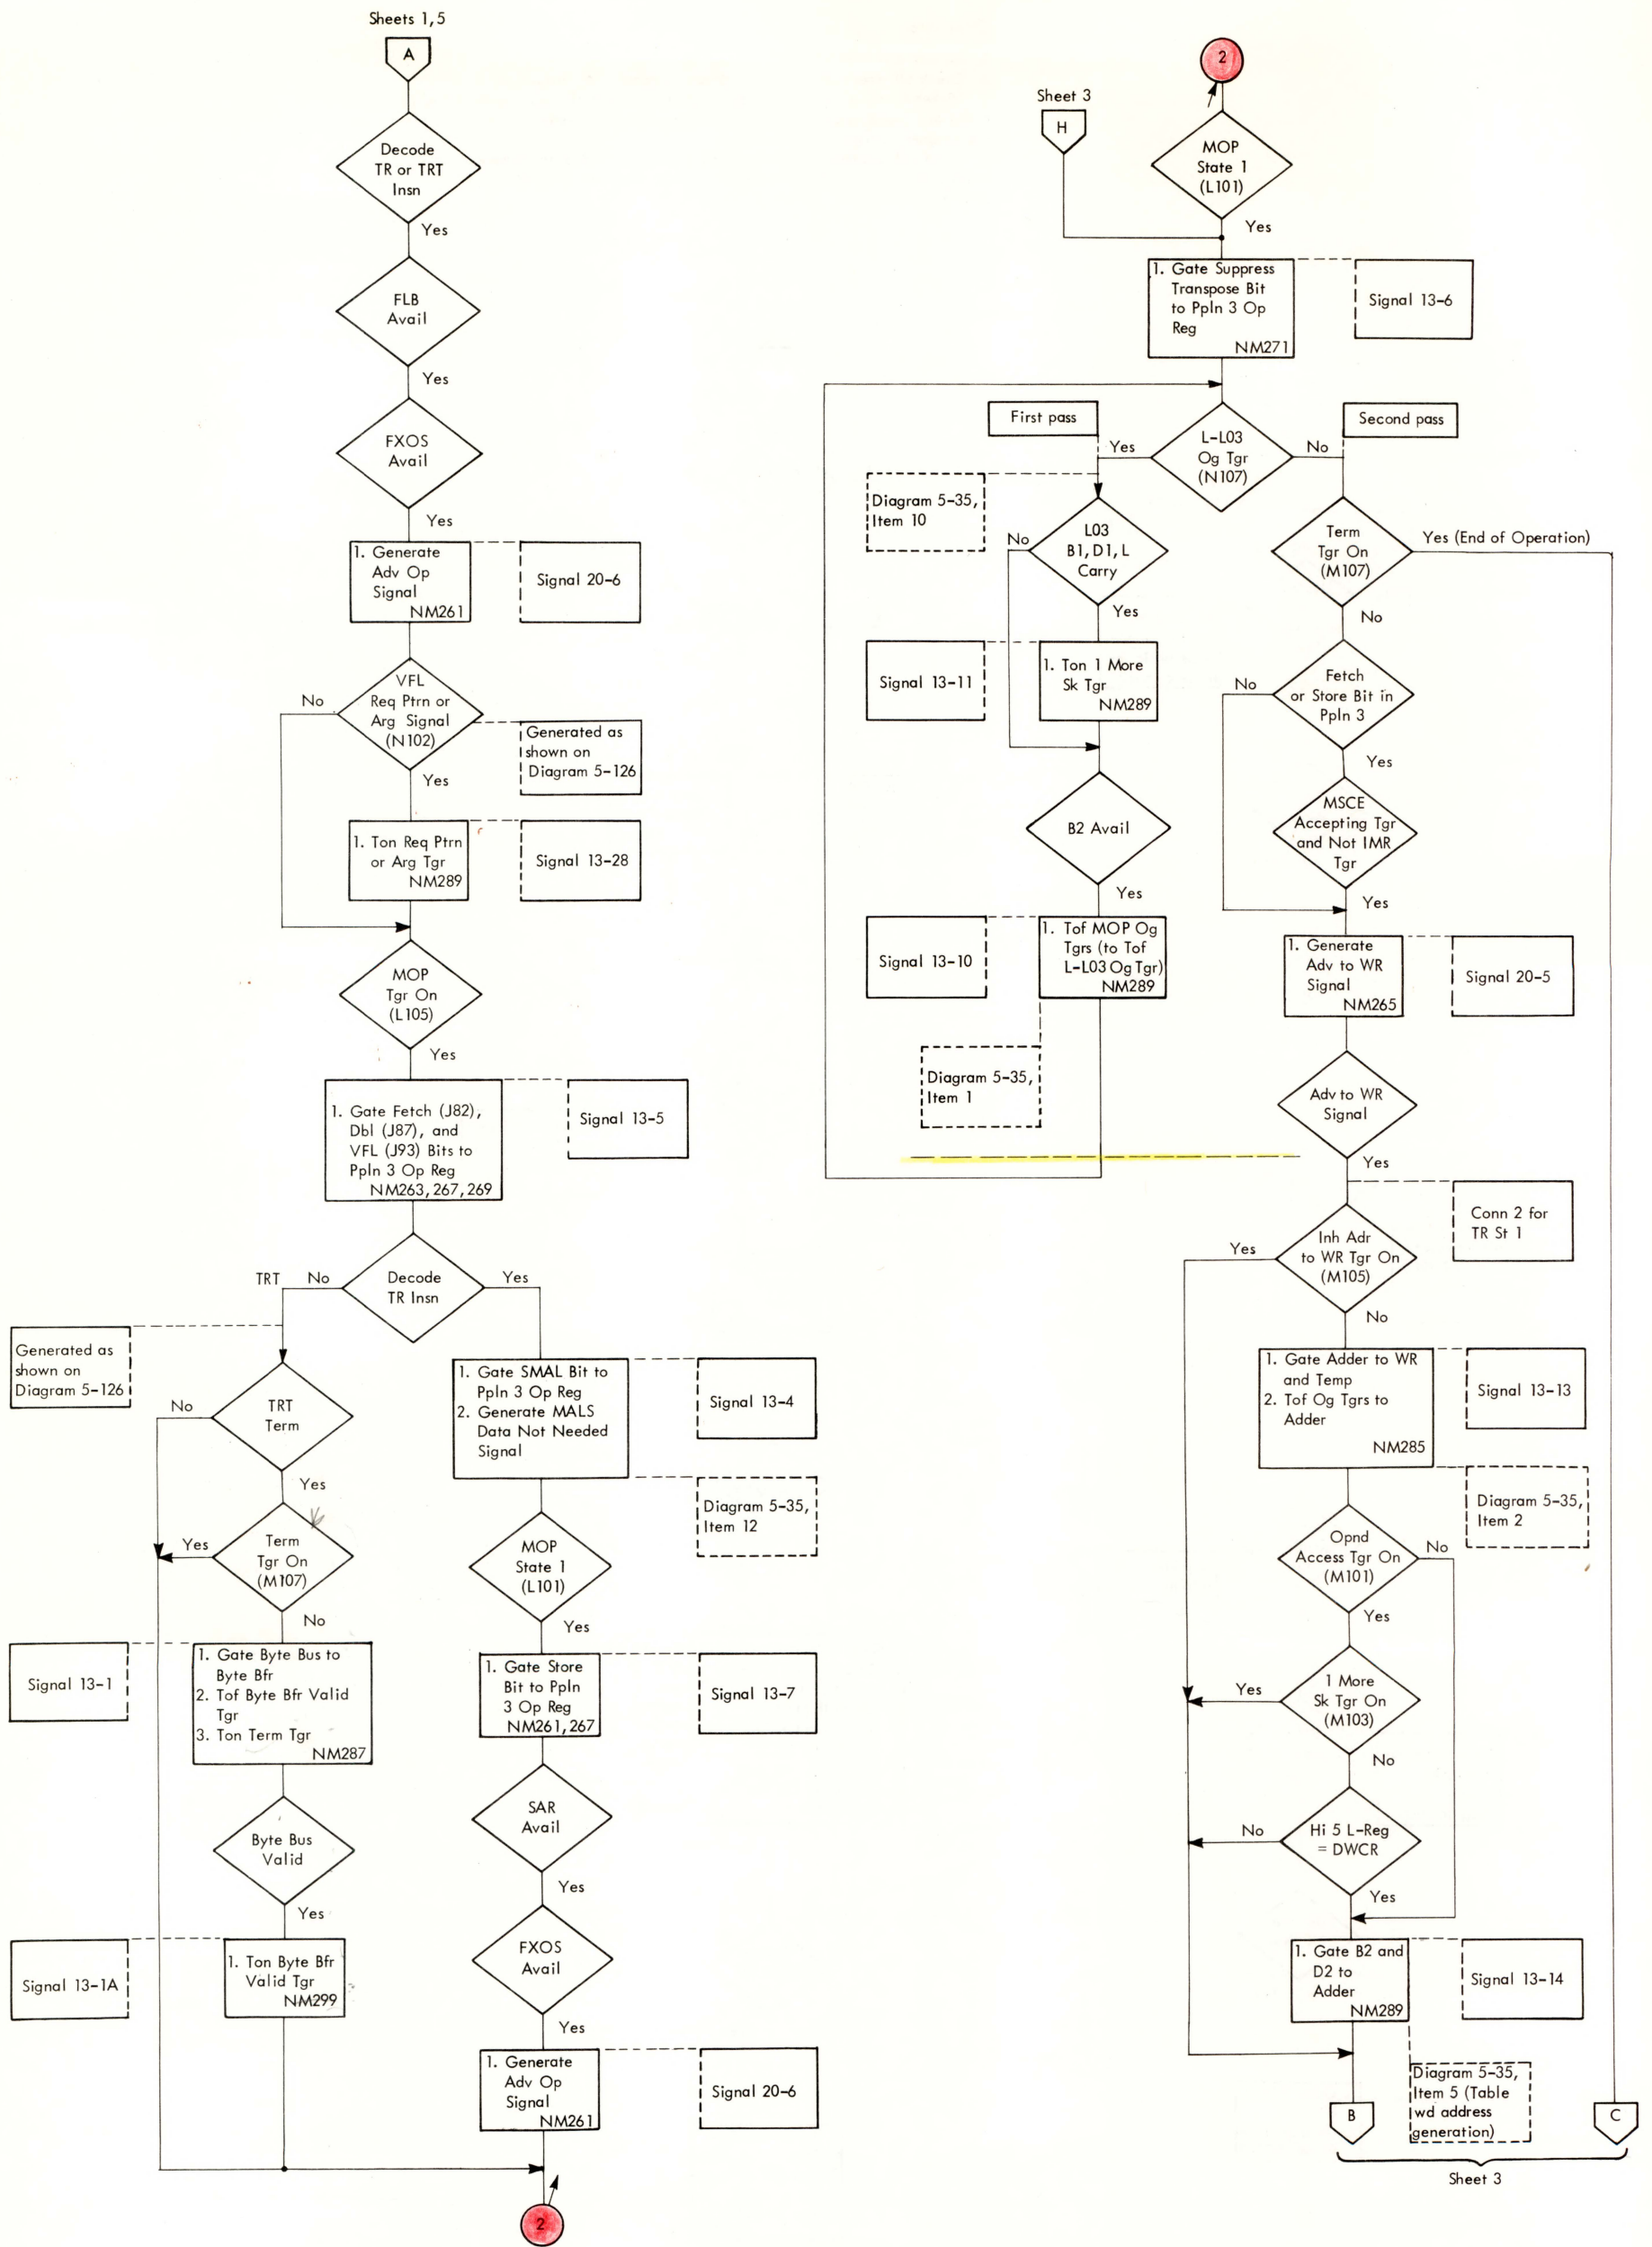 Sheets 1,5
A
Decode
TR or TRT
Insn
Yes
FLB
Avail
Yes
FXOS
Avail
Yes
1. Generate
Adv Op
Signal
NM261
Signal 20-6
VFL
Req Ptrn or
Arg Signal
(N102)
No
Generated as
shown on
Diagram 5-126
Yes
1. Ton Req Ptrn
or Arg Tgr
NM289
Signal 13-28
MOP
Tgr On
(L105)
Yes
1. Gate Fetch (J82),
Dbl (J87), and
VFL (J93) Bits to
Ppln 3 Op Reg
NM263,267,269
Signal 13-5
Decode
TR Insn
TRT No
Yes
Generated as
shown on
Diagram 5-126
TRT
Term
No
Yes
Term
Tgr On
(M107)
Yes
No
1. Gate Byte Bus to
Byte Bfr
2. Tof Byte Bfr Valid
Tgr
3. Ton Term Tgr
NM287
Signal 13-1
Byte Bus
Valid
Yes
1. Ton Byte Bfr
Valid Tgr
NM299
Signal 13-1A
1. Gate SMAL Bit to
Ppln 3 Op Reg
2. Generate MALS
Data Not Needed
Signal
Signal 13-4
Diagram 5-35,
Item 12
MOP
State 1
(L101)
Yes
1. Gate Store
Bit to Ppln
3 Op Reg
NM261,267
Signal 13-7
SAR
Avail
Yes
FXOS
Avail
Yes
1. Generate
Adv Op
Signal
NM261
Signal 20-6
2
2
Sheet 3
H
MOP
State 1
(L101)
Yes
1. Gate Suppress
Transpose Bit
to Ppln 3 Op
Reg
NM271
Signal 13-6
First pass
Second pass
L-L03
Og Tgr
(N107)
Yes
No
Diagram 5-35,
Item 10
L03
B1, D1, L
Carry
No
Yes
1. Ton 1 More
Sk Tgr
NM289
Signal 13-11
B2 Avail
Yes
1. Tof MOP Og
Tgrs (to Tof
L-L03 Og Tgr)
NM289
Signal 13-10
Diagram 5-35,
Item 1
Term
Tgr On
(M107)
Yes (End of Operation)
No
Fetch
or Store Bit in
Ppln 3
No
Yes
MSCE
Accepting Tgr
and Not IMR
Tgr
Yes
1. Generate
Adv to WR
Signal
NM265
Signal 20-5
Adv to WR
Signal
Yes
Conn 2 for
TR St 1
Inh Adr
to WR Tgr On
(M105)
Yes
No
1. Gate Adder to WR
and Temp
2. Tof Og Tgrs to
Adder
NM285
Signal 13-13
Diagram 5-35,
Item 2
Opnd
Access Tgr On
(M101)
No
Yes
1 More
Sk Tgr On
(M103)
Yes
No
Hi 5 L-Reg
= DWCR
No
Yes
1. Gate B2 and
D2 to
Adder
NM289
Signal 13-14
Diagram 5-35,
Item 5 (Table
wd address
generation)
B
C
Sheet 3